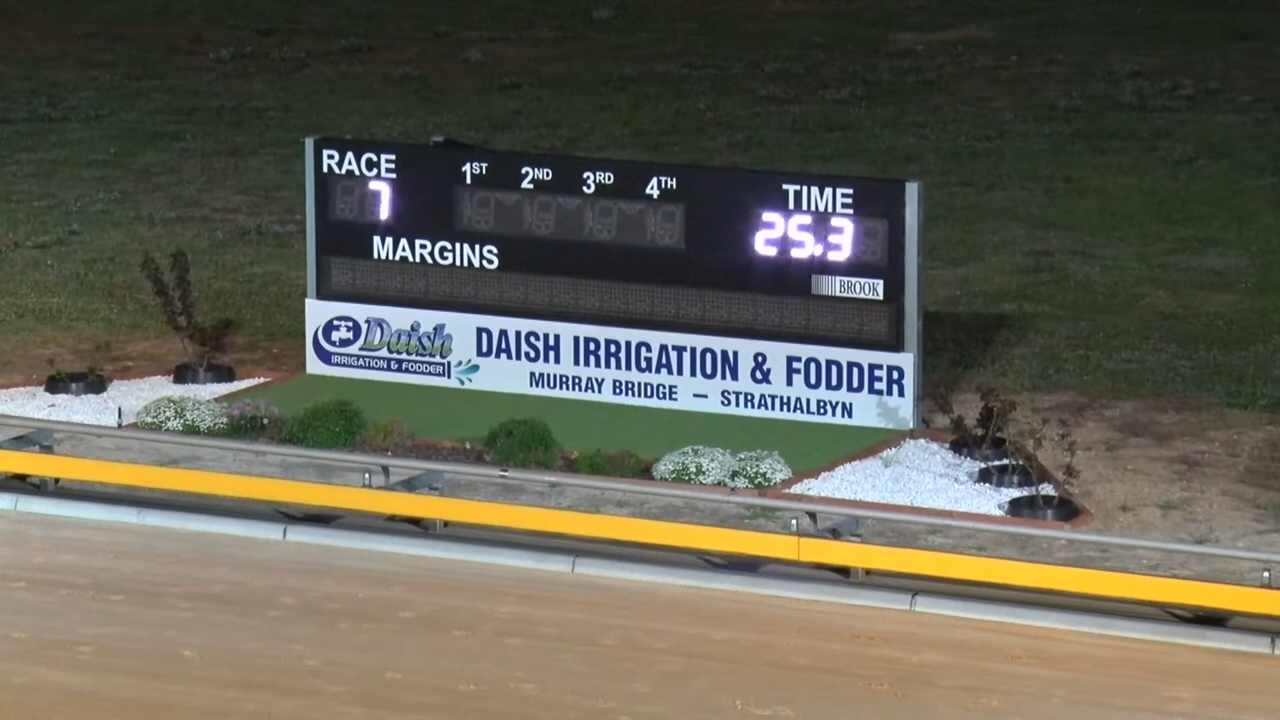 RACE 1ST 2ND 3RD 4TH TIME
7 25.3
MARGINS
BROOK
Daish
IRRIGATION & FODDER
DAISH IRRIGATION & FODDER
MURRAY BRIDGE – STRATHALBYN